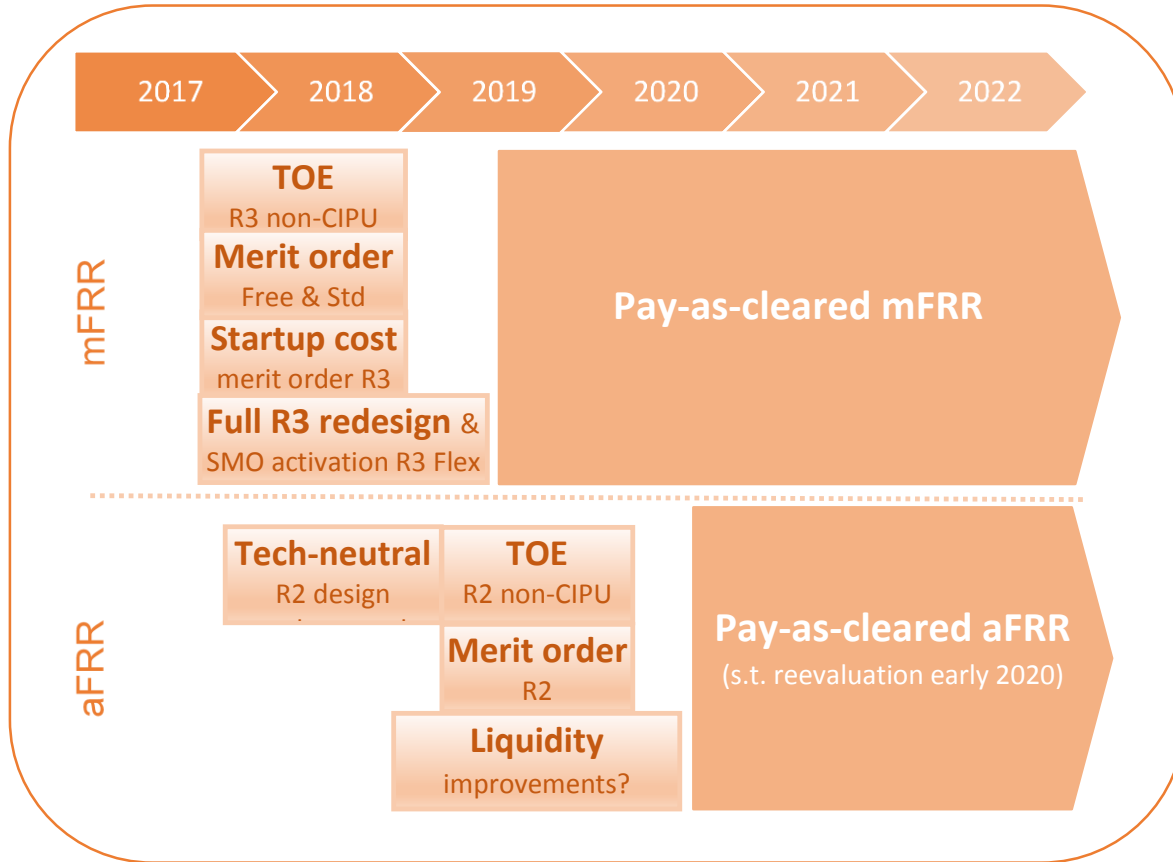 2017 2018 2019 2020 2021 2022
mFRR
TOE
R3 non-CIPU
Merit order
Free & Std
Startup cost
merit order R3
Full R3 redesign &
SMO activation R3 Flex
Pay-as-cleared mFRR
aFRR
Tech-neutral
R2 design
TOE
R2 non-CIPU
Merit order
R2
Liquidity
improvements?
Pay-as-cleared aFRR
(s.t. reevaluation early 2020)